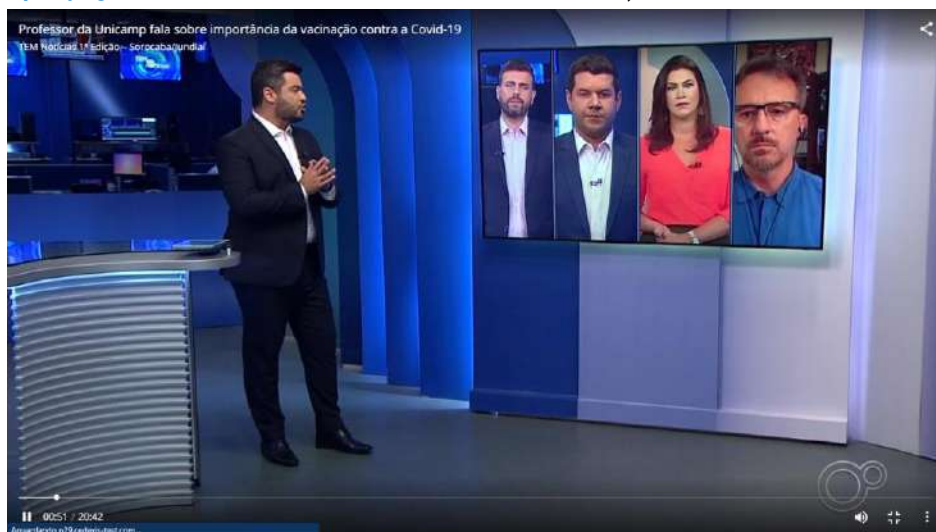 Professor da Unicamp fala sobre importância da vacinação contra a Covid-19
TEM Notícias 1ª Edição – Sorocaba/Jundiaí
00:51 / 20:42